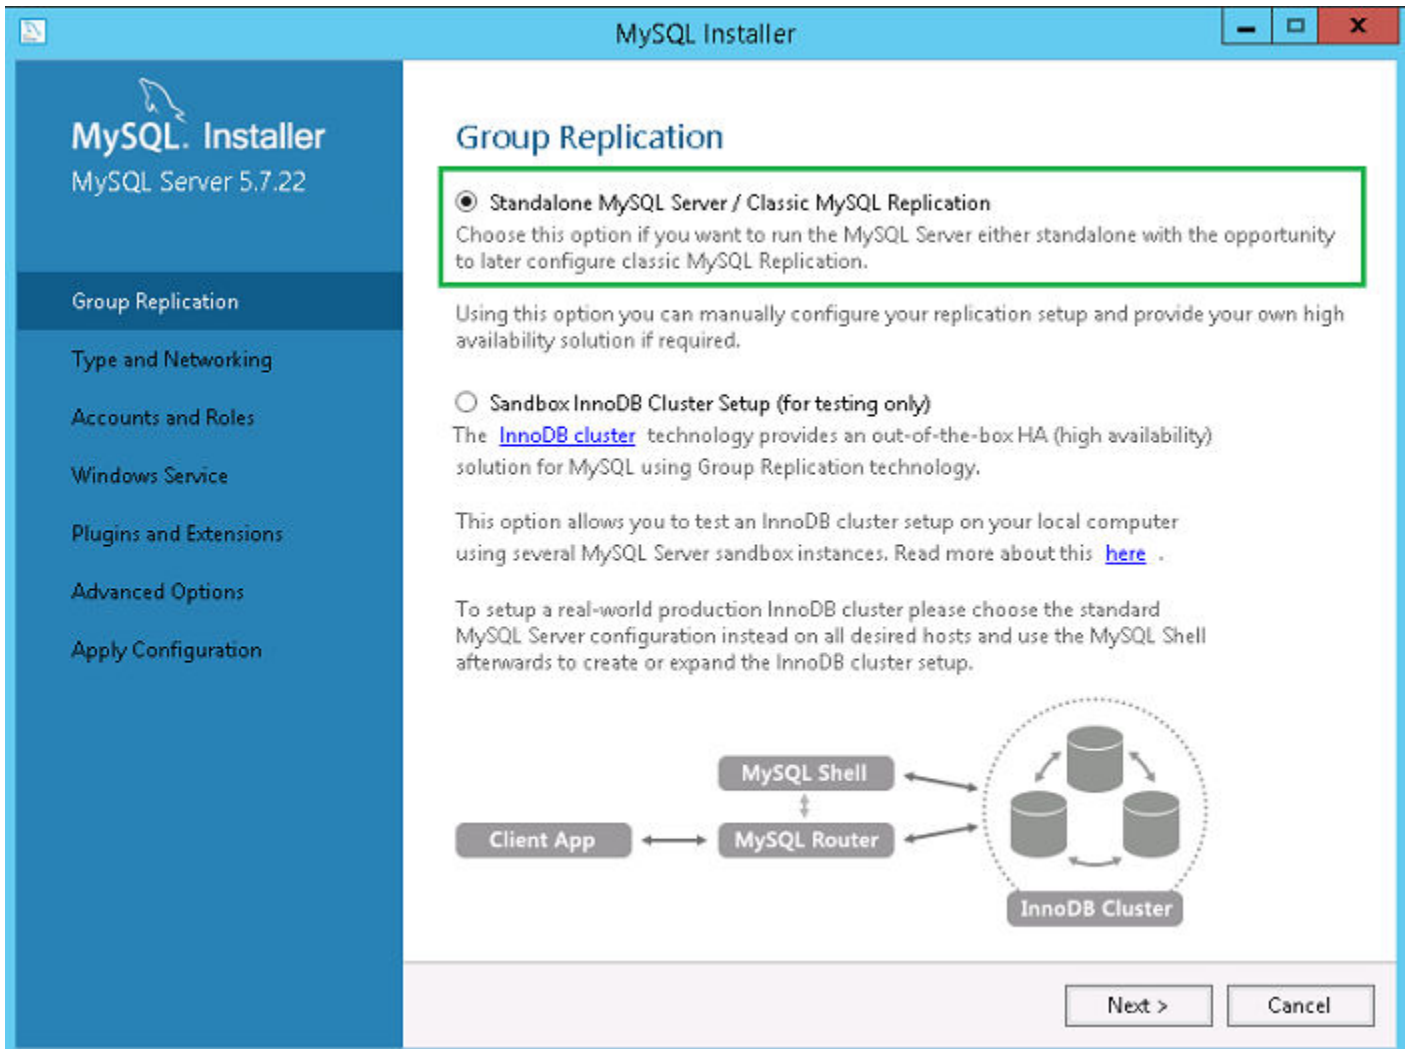 MySQL Installer
MySQL. Installer
MySQL Server 5.7.22
Group Replication
Type and Networking
Accounts and Roles
Windows Service
Plugins and Extensions
Advanced Options
Apply Configuration
Group Replication
Standalone MySQL Server / Classic MySQL Replication
Choose this option if you want to run the MySQL Server either standalone with the opportunity
to later configure classic MySQL Replication.
Using this option you can manually configure your replication setup and provide your own high
availability solution if required.
Sandbox InnoDB Cluster Setup (for testing only)
The InnoDB cluster technology provides an out-of-the-box HA (high availability)
solution for MySQL using Group Replication technology.
This option allows you to test an InnoDB cluster setup on your local computer
using several MySQL Server sandbox instances. Read more about this here .
To setup a real-world production InnoDB cluster please choose the standard
MySQL Server configuration instead on all desired hosts and use the MySQL Shell
afterwards to create or expand the InnoDB cluster setup.
MySQL Shell
Client App
MySQL Router
InnoDB Cluster
Next >
Cancel